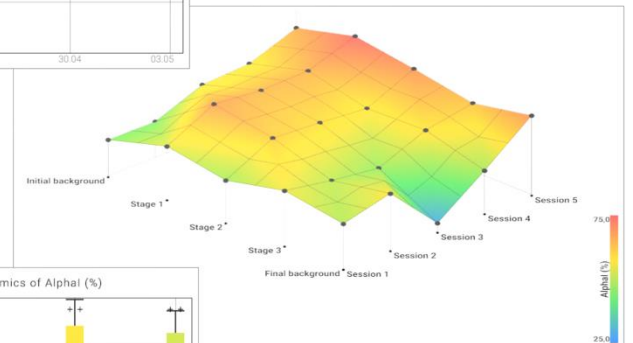 30.04 03.05
Initial background
Stage 1
Stage 2
Stage 3
Final background
Session 1
Session 2
Session 3
Session 4
Session 5
75,0
Alphal (%)
25,0
mics of Alphal (%)